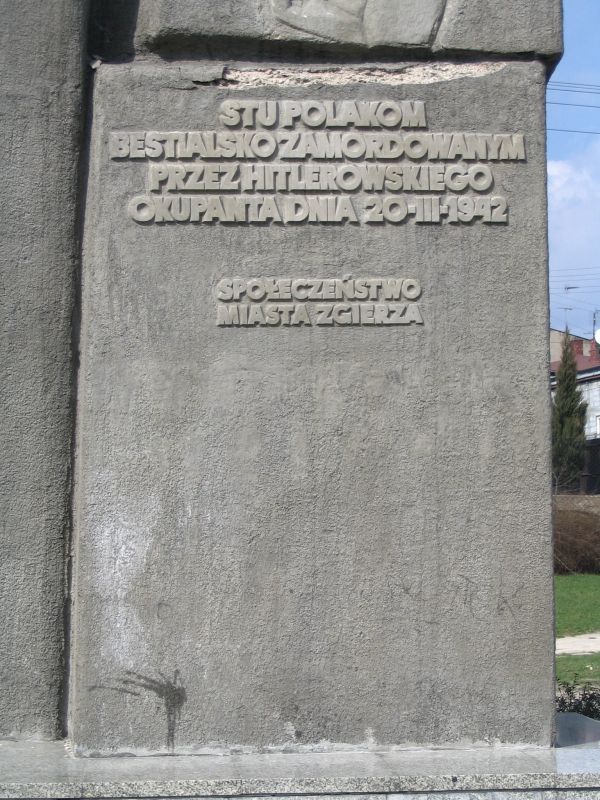 STU POLAKOM
BESTIALSKO ZAMORDOWANYM
PRZEZ HITLEROWSKIEGO
OKUPANTA DNIA 20-III-1942
SPOŁECZEŃSTWO
MIASTA ZGIERZA